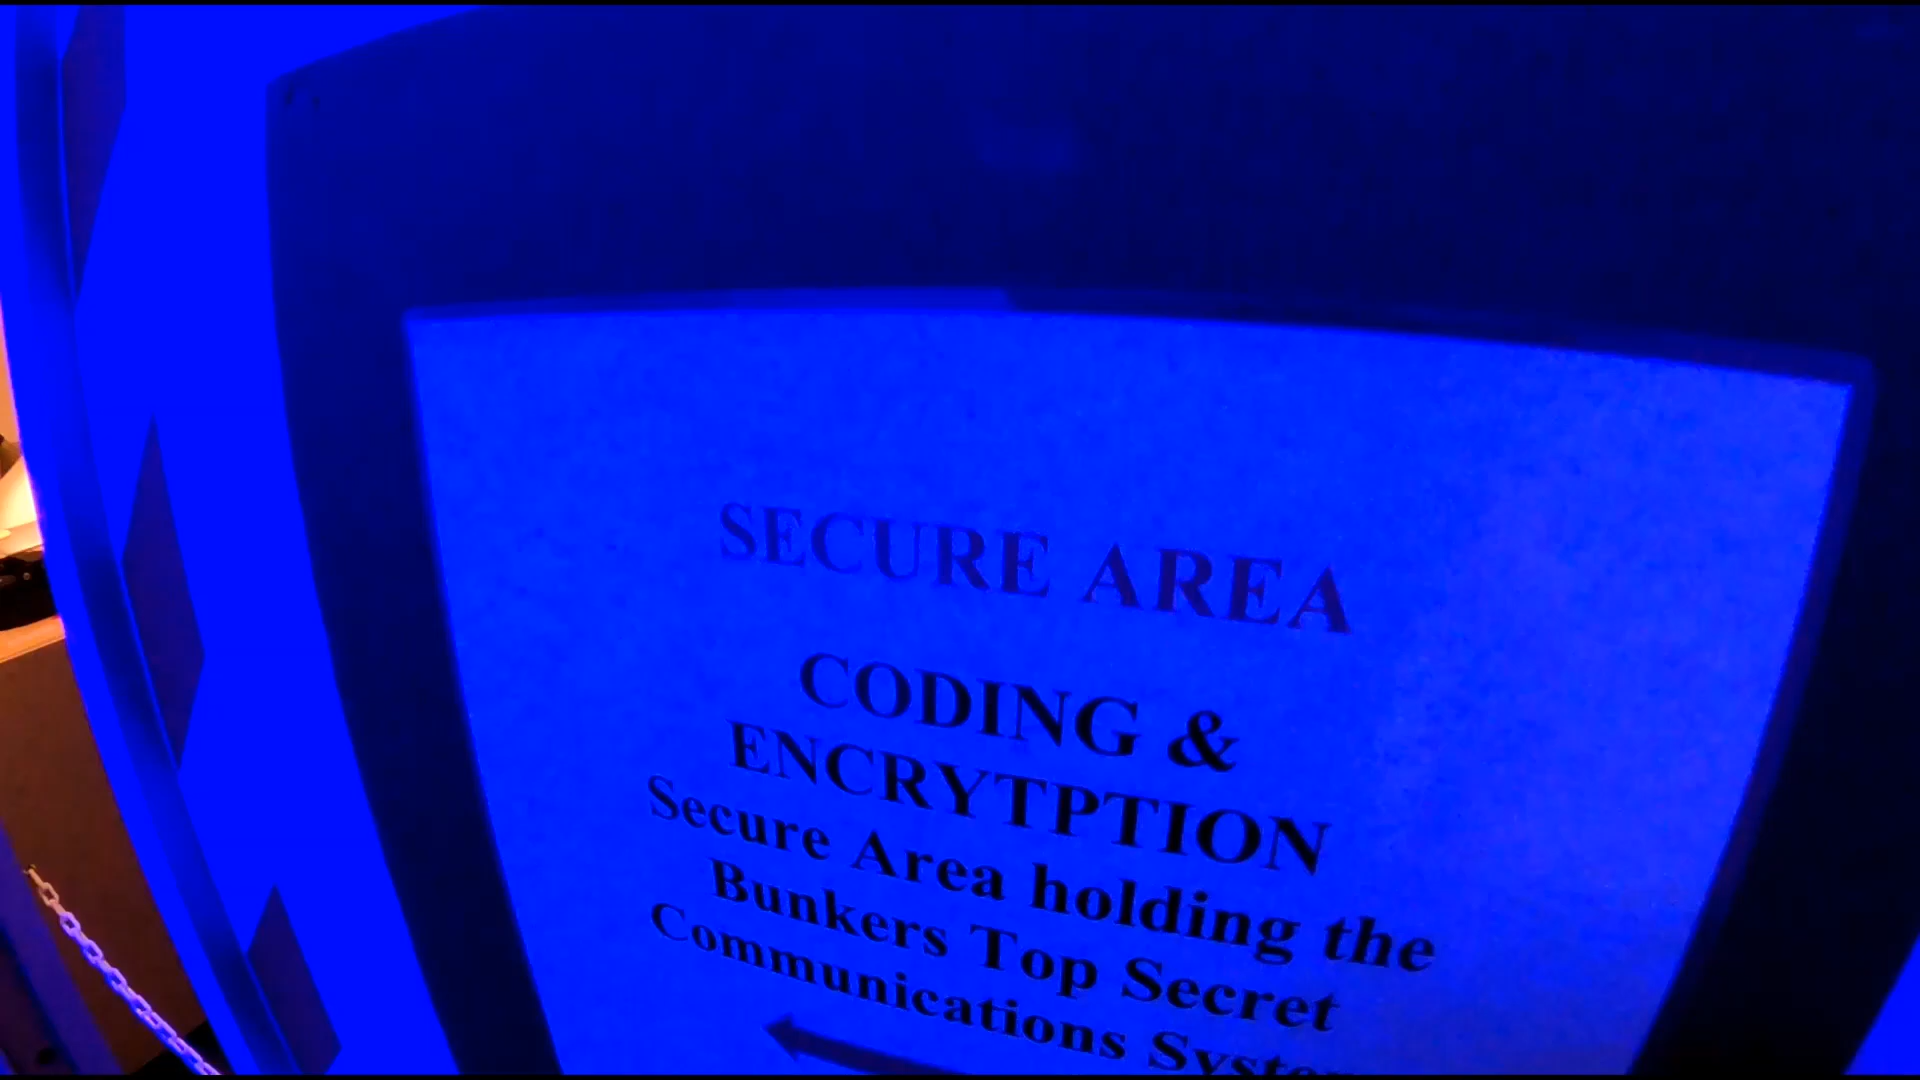 SECURE AREA
CODING &
ENCRYTPTION
Secure Area holding the
Bunkers Top Secret
Communications